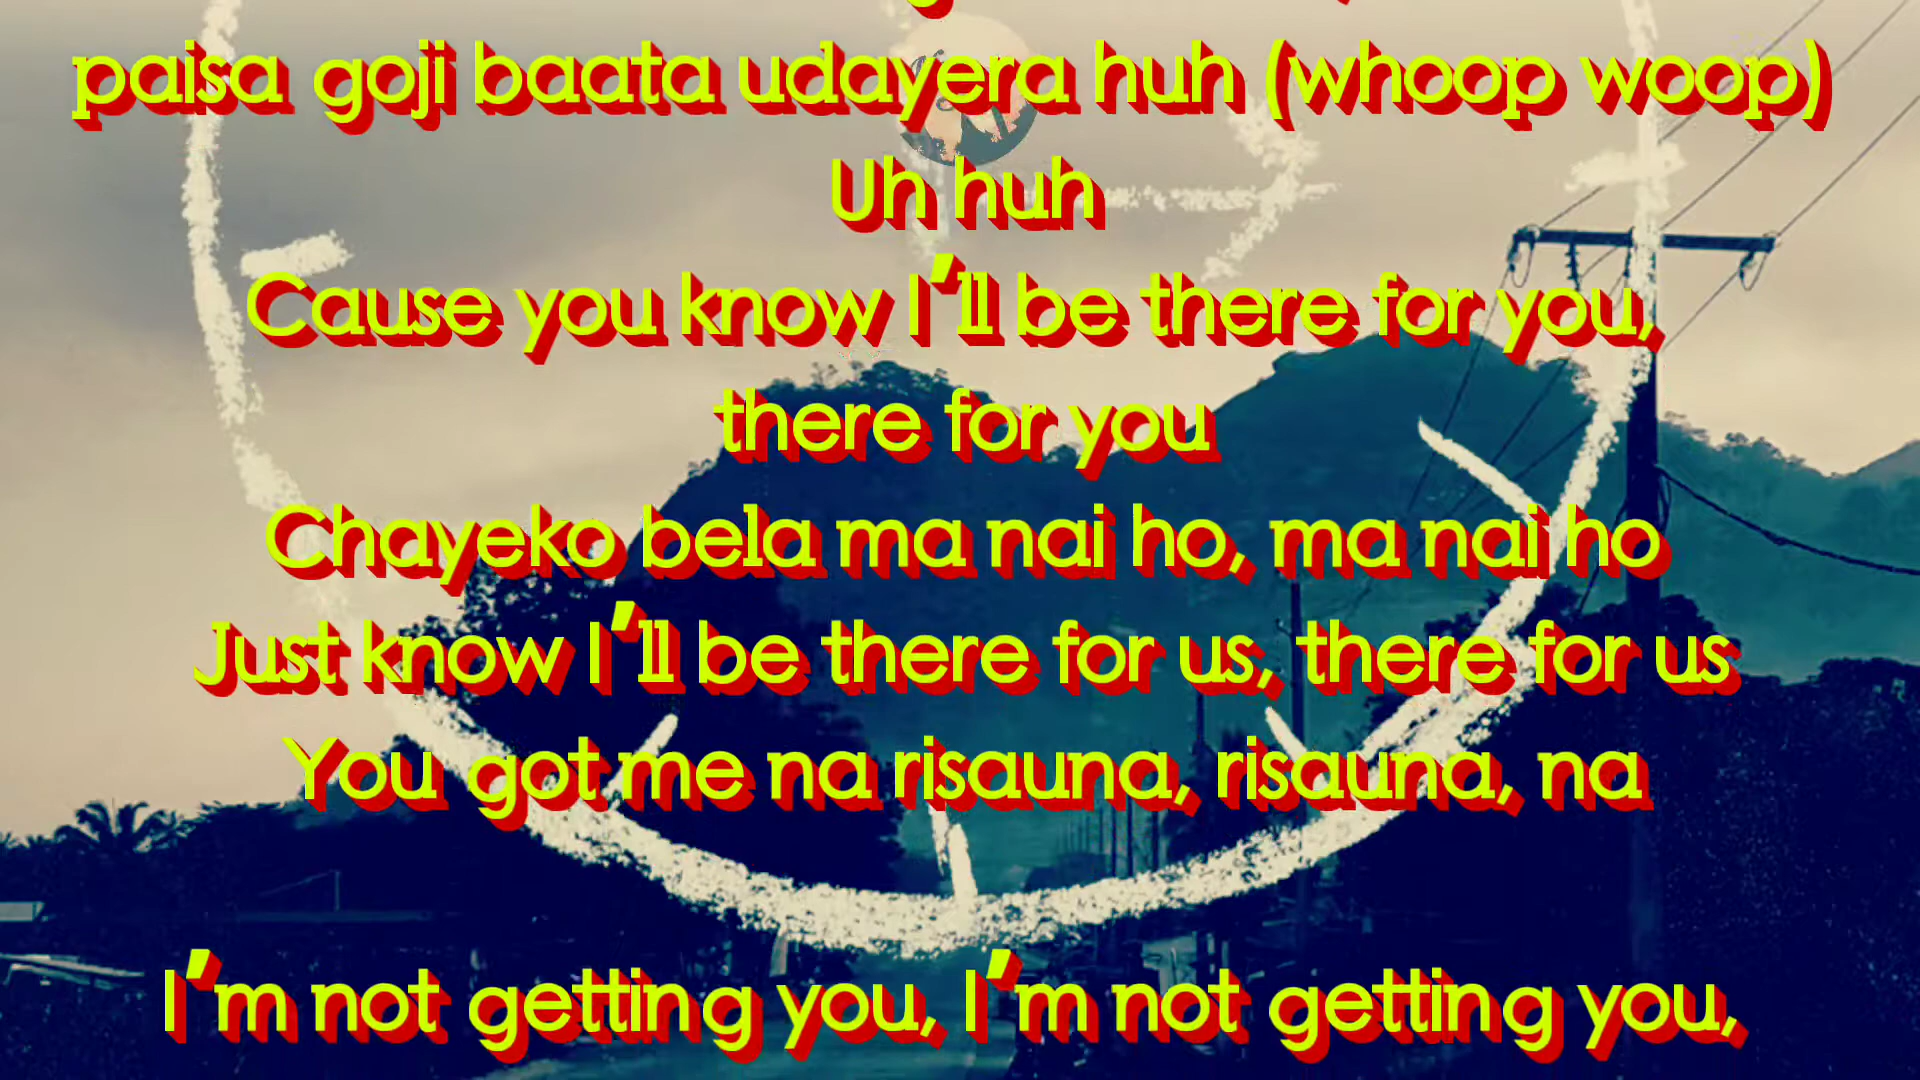 paisa goji baata udayera huh (whoop woop)
Uh huh
Cause you know I'll be there for you,
there for you
Chayeko bela ma nai ho, ma nai ho
Just know I'll be there for us, there for us
You got me na risauna, risauna, na
I'm not getting you, I'm not getting you,